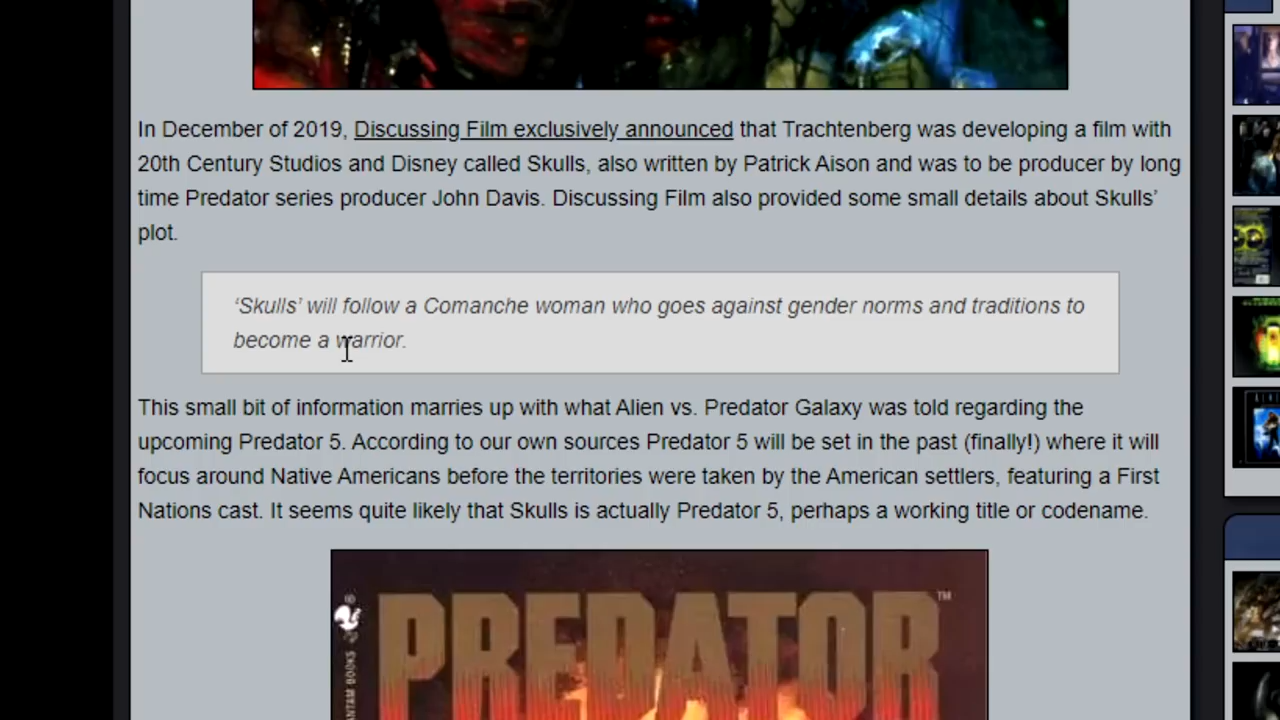 In December of 2019, Discussing Film exclusively announced that Trachtenberg was developing a film with
20th Century Studios and Disney called Skulls, also written by Patrick Aison and was to be producer by long
time Predator series producer John Davis. Discussing Film also provided some small details about Skulls’
plot.
‘Skulls’ will follow a Comanche woman who goes against gender norms and traditions to
become a warrior.
This small bit of information marries up with what Alien vs. Predator Galaxy was told regarding the
upcoming Predator 5. According to our own sources Predator 5 will be set in the past (finally!) where it will
focus around Native Americans before the territories were taken by the American settlers, featuring a First
Nations cast. It seems quite likely that Skulls is actually Predator 5, perhaps a working title or codename.
PREDATOR™
BOOKS